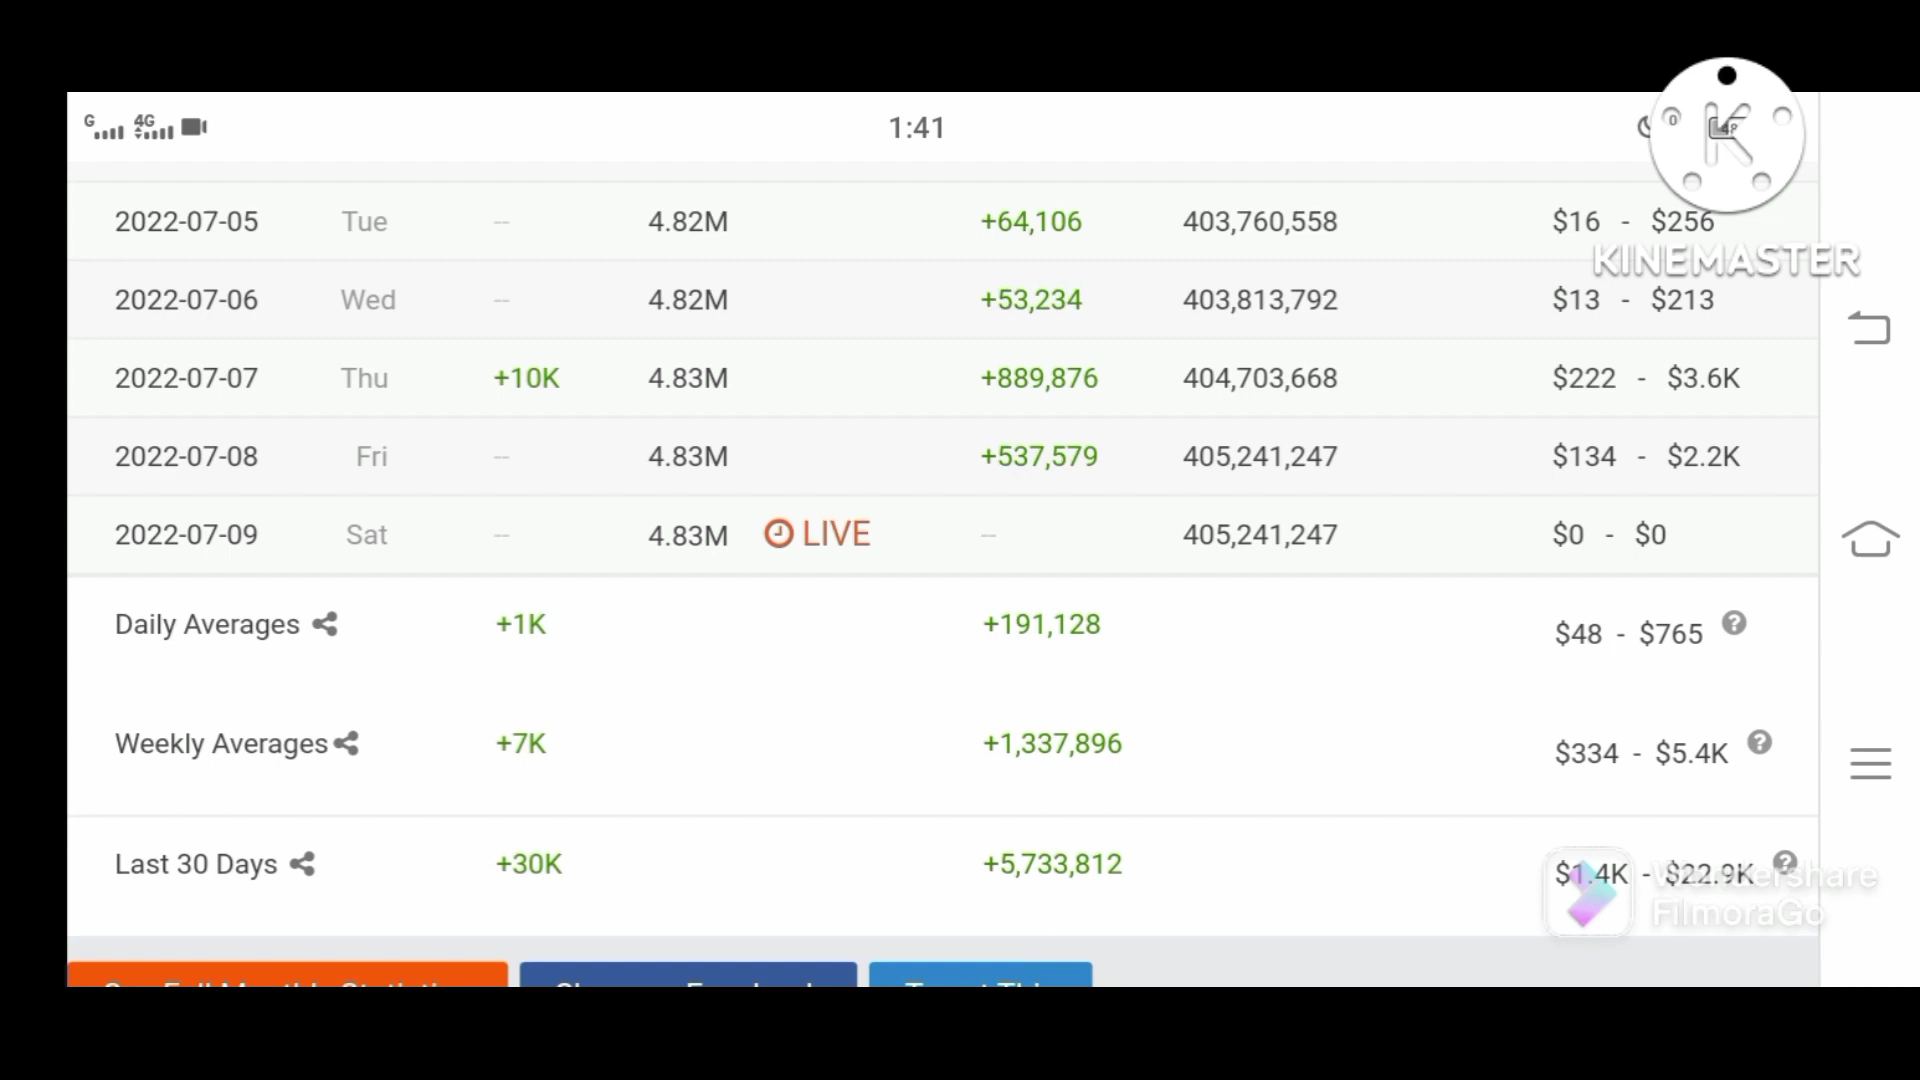 G 4G 1:41
2022-07-05 Tue -- 4.82M +64,106 403,760,558 $16 - $256
KINEMASTER
2022-07-06 Wed -- 4.82M +53,234 403,813,792 $13 - $213
2022-07-07 Thu +10K 4.83M +889,876 404,703,668 $222 - $3.6K
2022-07-08 Fri -- 4.83M +537,579 405,241,247 $134 - $2.2K
2022-07-09 Sat -- 4.83M LIVE -- 405,241,247 $0 - $0
Daily Averages +1K +191,128 $48 - $765 ?
Weekly Averages +7K +1,337,896 $334 - $5.4K ?
Last 30 Days +30K +5,733,812 $1.4K - $22.9K ?
Wondershare
FilmoraGo